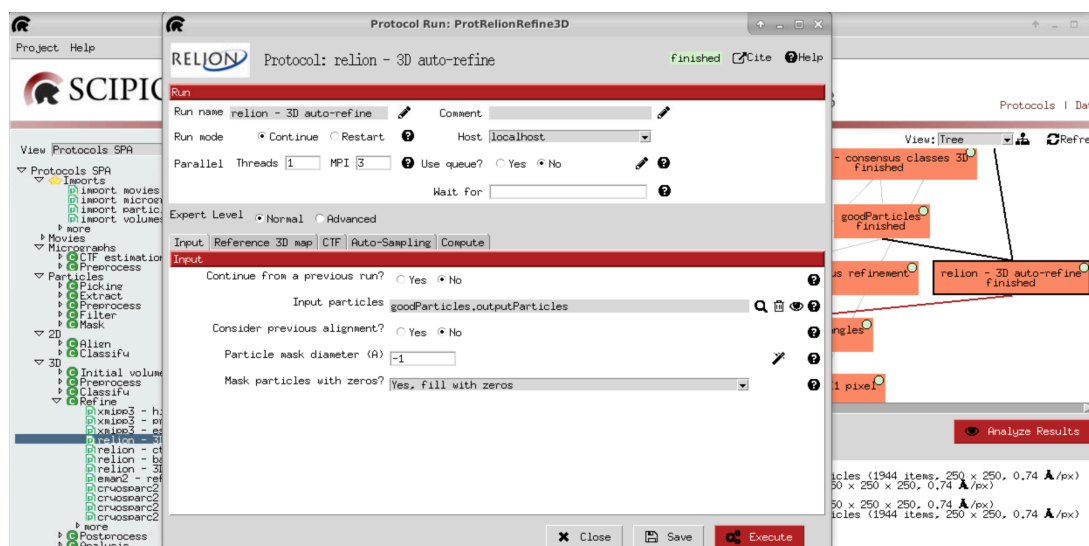 Protocol Run: ProtRelionRefine3D
Project Help
RELION Protocol: relion - 3D auto-refine finished Cite Help
SCIPIO
Run
Run name relion - 3D auto-refine Comment
Protocols | Da
Run mode Continue Restart Host localhost
View: Tree Refre
View Protocols SPA
Parallel Threads 1 MPI 3 Use queue? Yes No
- consensus classes 3D
finished
Protocols SPA
Imports
import movies
import microgr
import partic
import volumes
more
Wait for
Expert Level Normal Advanced
goodParticles
finished
Movies
Micrographs
CTF estimation
Preprocess
Particles
Picking
Extract
Preprocess
Filter
Mask
2D
Align
Classify
3D
Initial volume
Preprocess
Classify
Refine
xmipp3 - hi
xmipp3 - pr
xmipp3 - es
relion - 3D
relion - ct
relion - ba
relion - 3D
eman2 - ref
cryosparc2
cryosparc2
cryosparc2
cryosparc2
more
Postprocess
Analysis
Input Reference 3D map CTF Auto-Sampling Compute
Input
Continue from a previous run? Yes No
Input particles goodParticles.outputParticles
Consider previous alignment? Yes No
Particle mask diameter (A) -1
Mask particles with zeros? Yes, fill with zeros
us refinement
relion - 3D auto-refine
finished
ngles
1 pixel
Analyze Results
icles (1944 items, 250 x 250, 0.74 Å/px)
50 x 250 x 250, 0.74 Å/px)
50 x 250 x 250, 0.74 Å/px)
icles (1944 items, 250 x 250, 0.74 Å/px)
Close Save Execute